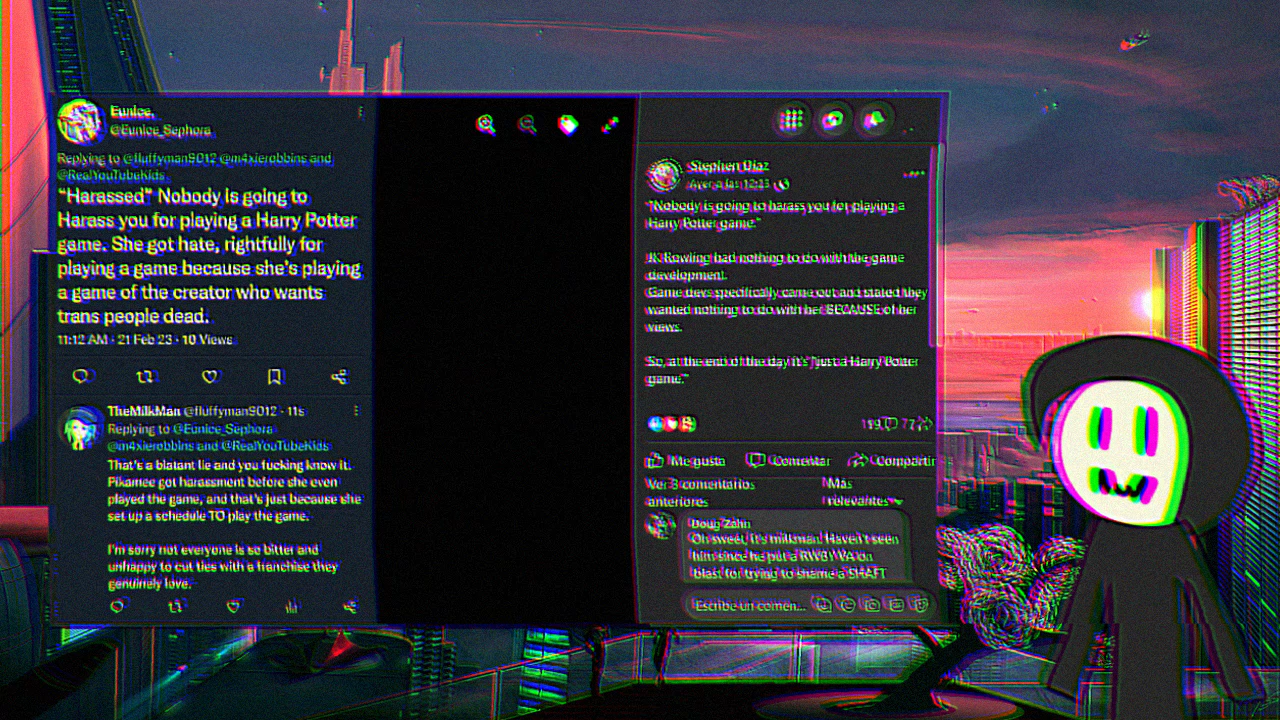 Eunice.
@Eunice_Sephora
Replying to @fluffyman9012 @m4xierobbins and
@RealYouTubeKids
“Harassed” Nobody is going to
Harass you for playing a Harry Potter
game. She got hate, rightfully for
playing a game because she's playing
a game of the creator who wants
trans people dead.
11:12 AM · 21 Feb 23 · 10 Views
TheMilkMan @fluffyman9012 · 11s
Replying to @Eunice_Sephora
@m4xierobbins and @RealYouTubeKids
That's a blatant lie and you fucking know it.
Pikamee got harassment before she even
played the game, and that's just because she
set up a schedule TO play the game.
I'm sorry not everyone is so bitter and
unhappy to cut ties with a franchise they
genuinely love.
Stephen Diaz
Ayer a las 12:23
"Nobody is going to harass you for playing a
Harry Potter game."
JK Rowling had nothing to do with the game
development.
Game devs specifically came out and stated they
wanted nothing to do with her BECAUSE of her
views.
So, at the end of the day it's "just a Harry Potter
game."
119 77
Me gusta Comentar Compartir
Ver 3 comentarios Más
anteriores relevantes
Doug Zahn
Oh sweet, it's milkman! Haven't seen
him since he put a RWBY VA on
blast for trying to shame a SHAFT
Escribe un comen...